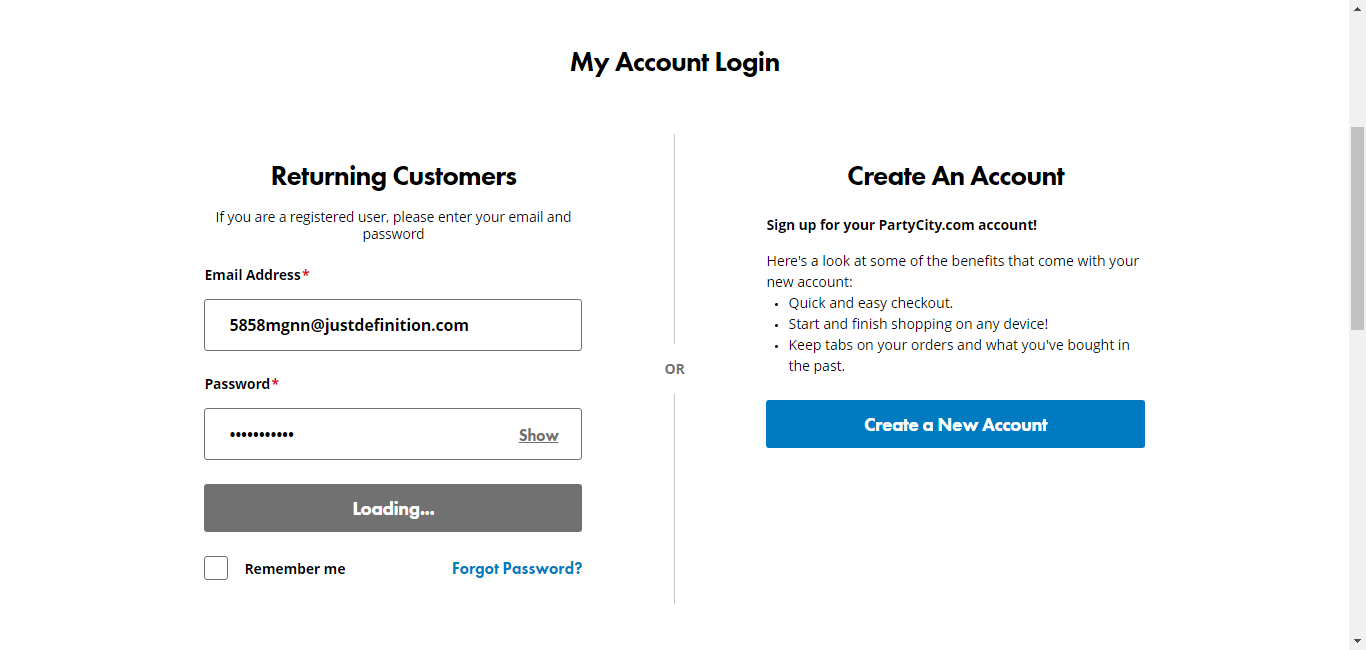 My Account Login
Returning Customers
If you are a registered user, please enter your email and
password
Email Address*
5858mgnn@justdefinition.com
Password*
•••••••••••
Show
Loading...
Remember me
Forgot Password?
OR
Create An Account
Sign up for your PartyCity.com account!
Here's a look at some of the benefits that come with your
new account:
• Quick and easy checkout.
• Start and finish shopping on any device!
• Keep tabs on your orders and what you've bought in
the past.
Create a New Account